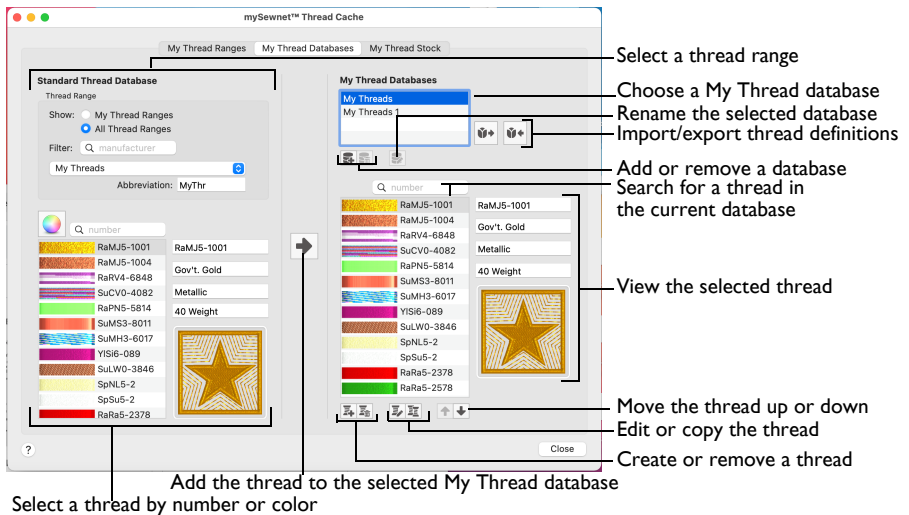 mySewnet™ Thread Cache
My Thread Ranges
My Thread Databases
My Thread Stock
Standard Thread Database
Thread Range
Show:
My Thread Ranges
All Thread Ranges
Filter:
manufacturer
My Threads
Abbreviation:
MyThr
number
RaMJ5-1001
RaMJ5-1004
RaRV4-6848
SuCV0-4082
RaPN5-5814
SuMS3-8011
SuMH3-6017
YISi6-089
SuLW0-3846
SpNL5-2
SpSu5-2
RaRa5-2378
RaMJ5-1001
Gov't. Gold
Metallic
40 Weight
My Thread Databases
My Threads
My Threads 1
number
RaMJ5-1001
RaMJ5-1004
RaRV4-6848
SuCV0-4082
RaPN5-5814
SuMS3-8011
SuMH3-6017
YISi6-089
SuLW0-3846
SpNL5-2
SpSu5-2
RaRa5-2378
RaRa5-2578
RaMJ5-1001
Gov't. Gold
Metallic
40 Weight
?
Close
Select a thread range
Choose a My Thread database
Rename the selected database
Import/export thread definitions
Add or remove a database
Search for a thread in
the current database
View the selected thread
Move the thread up or down
Edit or copy the thread
Create or remove a thread
Add the thread to the selected My Thread database
Select a thread by number or color